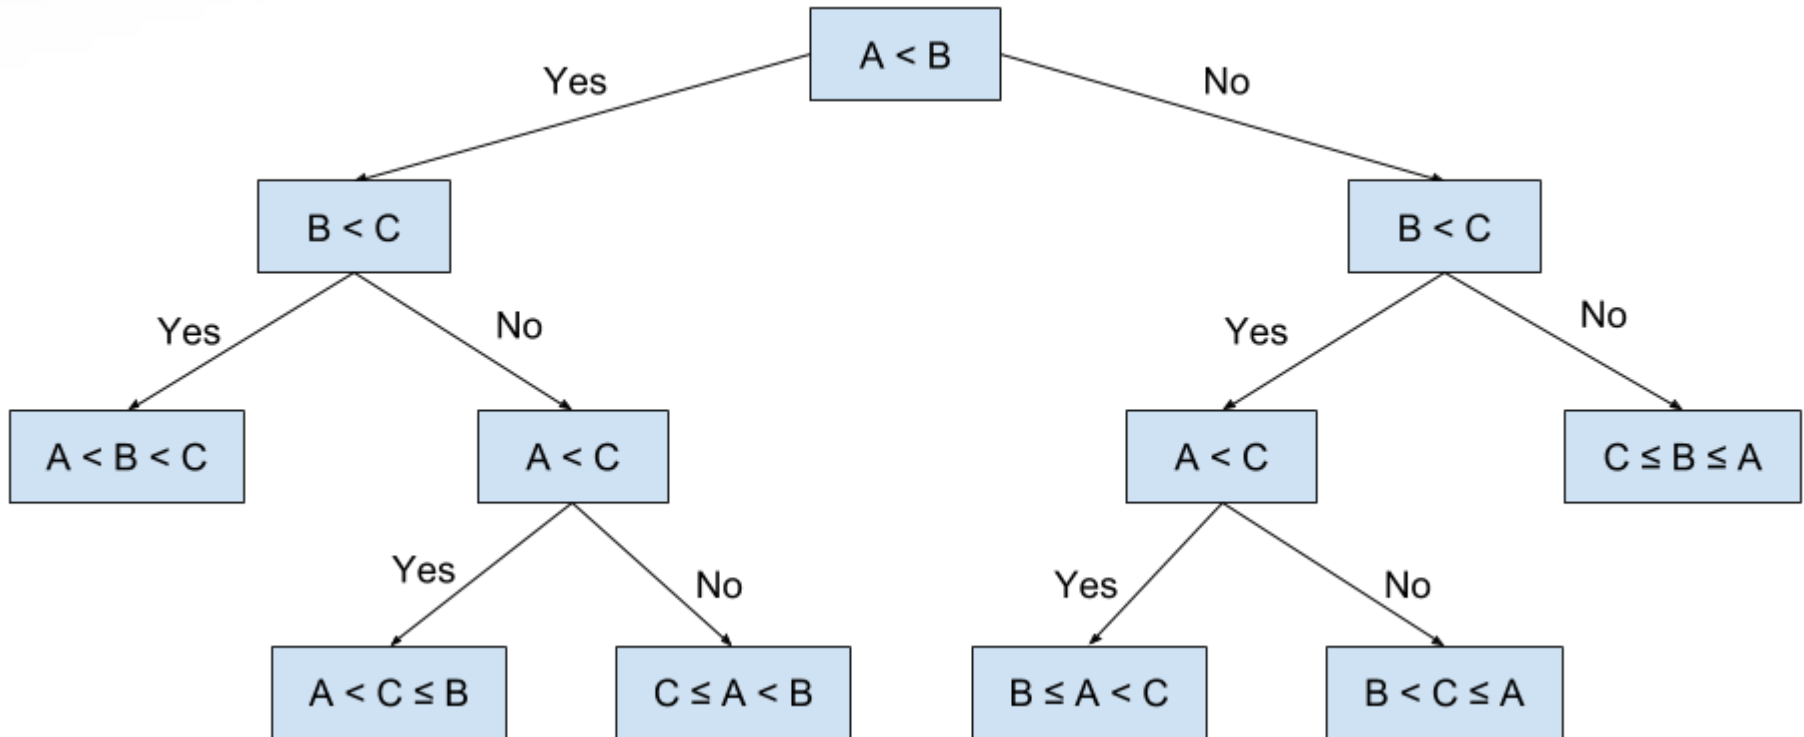 A < B
Yes
No
B < C
B < C
Yes
No
Yes
No
A < B < C
A < C
A < C
C ≤ B ≤ A
Yes
No
Yes
No
A < C ≤ B
C ≤ A < B
B ≤ A < C
B < C ≤ A